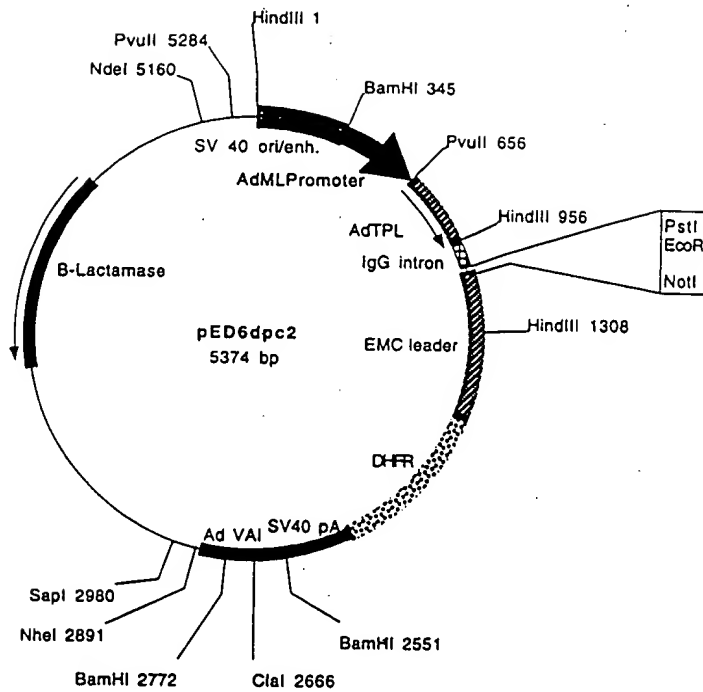 HindIII 1
PvuII 5284
NdeI 5160
BamHI 345
SV 40 ori/enh.
PvuII 656
AdMLPromoter
HindIII 956
AdTPL
PstI
IgG intron
EcoR
NotI
B-Lactamase
pED6dpc2
5374 bp
EMC leader
HindIII 1308
DHFR
SV40 pA
Ad VAI
SapI 2980
NheI 2891
BamHI 2551
BamHI 2772
ClaI 2666